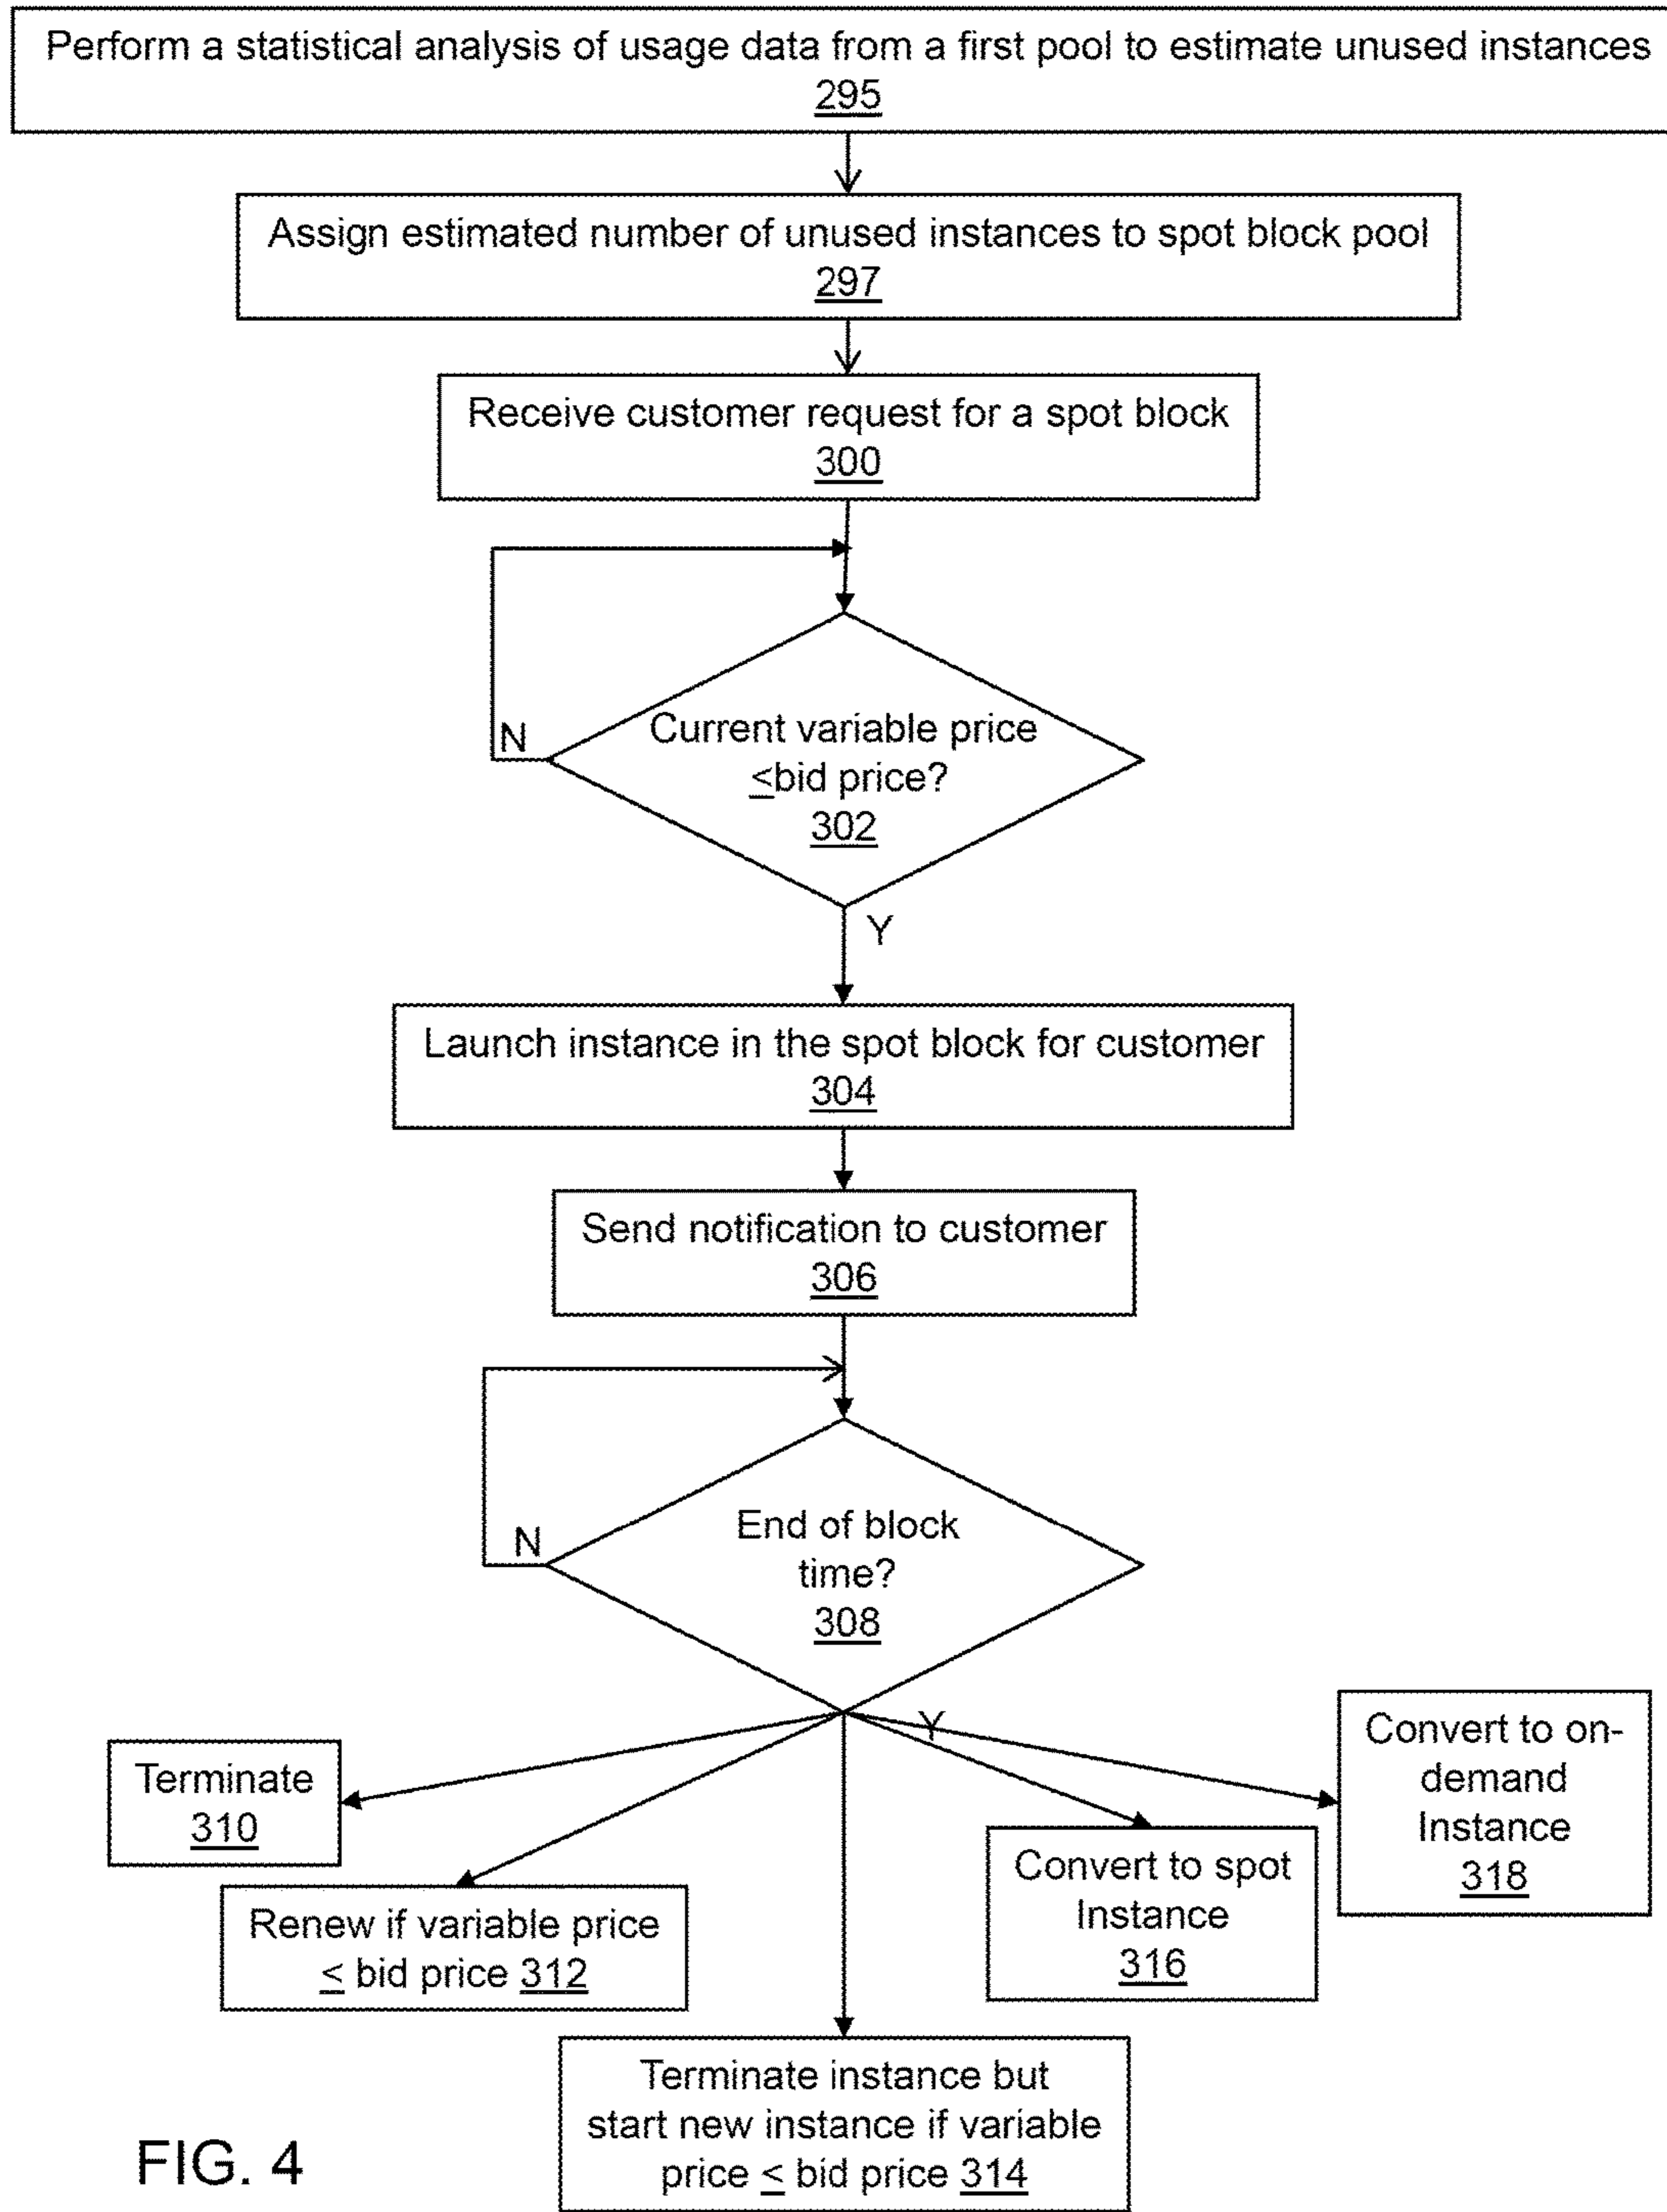 Perform a statistical analysis of usage data from a first pool to estimate unused instances
295
Assign estimated number of unused instances to spot block pool
297
Receive customer request for a spot block
300
N
Current variable price
≤bid price?
302
Y
Launch instance in the spot block for customer
304
Send notification to customer
306
N
End of block
time?
308
Y
Terminate
310
Renew if variable price
≤ bid price 312
Terminate instance but
start new instance if variable
price ≤ bid price 314
Convert to spot
Instance
316
Convert to on-
demand
Instance
318
FIG. 4